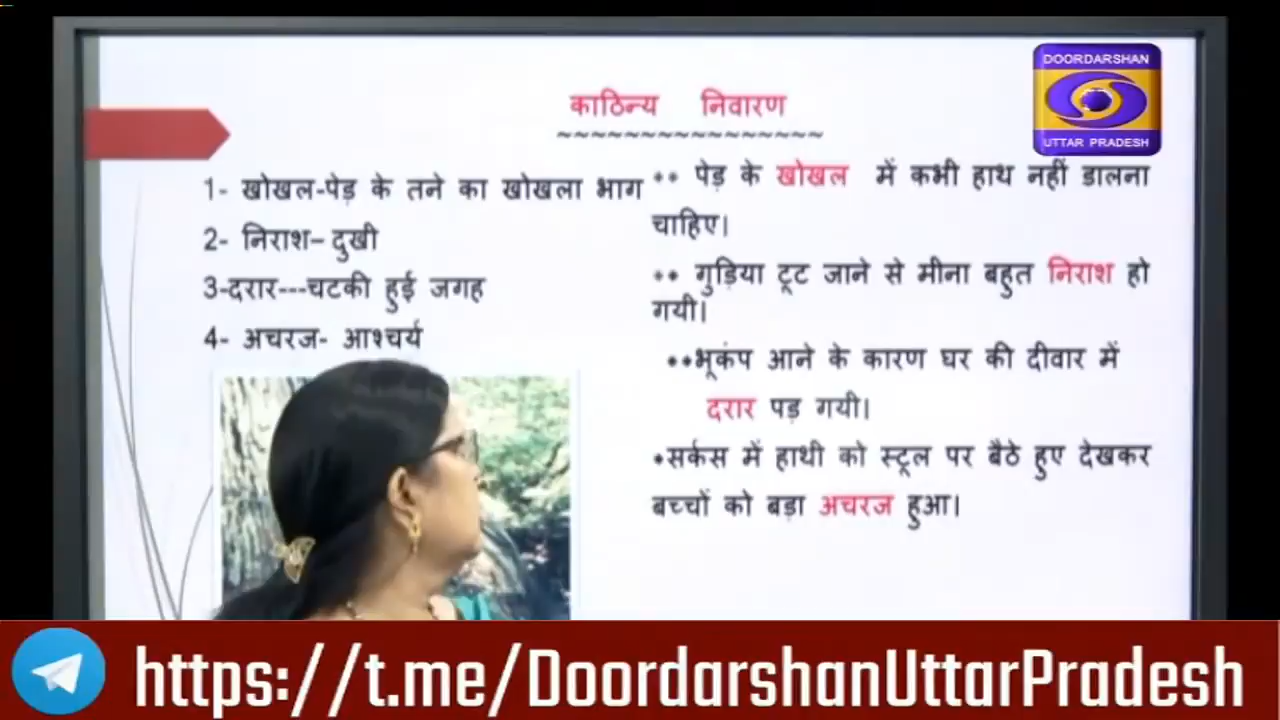 DOORDARSHAN
UTTAR PRADESH
काठिन्य निवारण
~~~~~~~~~~~~~~~~
1- खोखल-पेड़ के तने का खोखला भाग
2- निराश– दुखी
3-दरार---चटकी हुई जगह
4- अचरज- आश्चर्य
** पेड़ के खोखल में कभी हाथ नहीं डालना
चाहिए।
** गुड़िया टूट जाने से मीना बहुत निराश हो
गयी।
**भूकंप आने के कारण घर की दीवार में
दरार पड़ गयी।
•सर्कस में हाथी को स्टूल पर बैठे हुए देखकर
बच्चों को बड़ा अचरज हुआ।
https://t.me/DoordarshanUttarPradesh